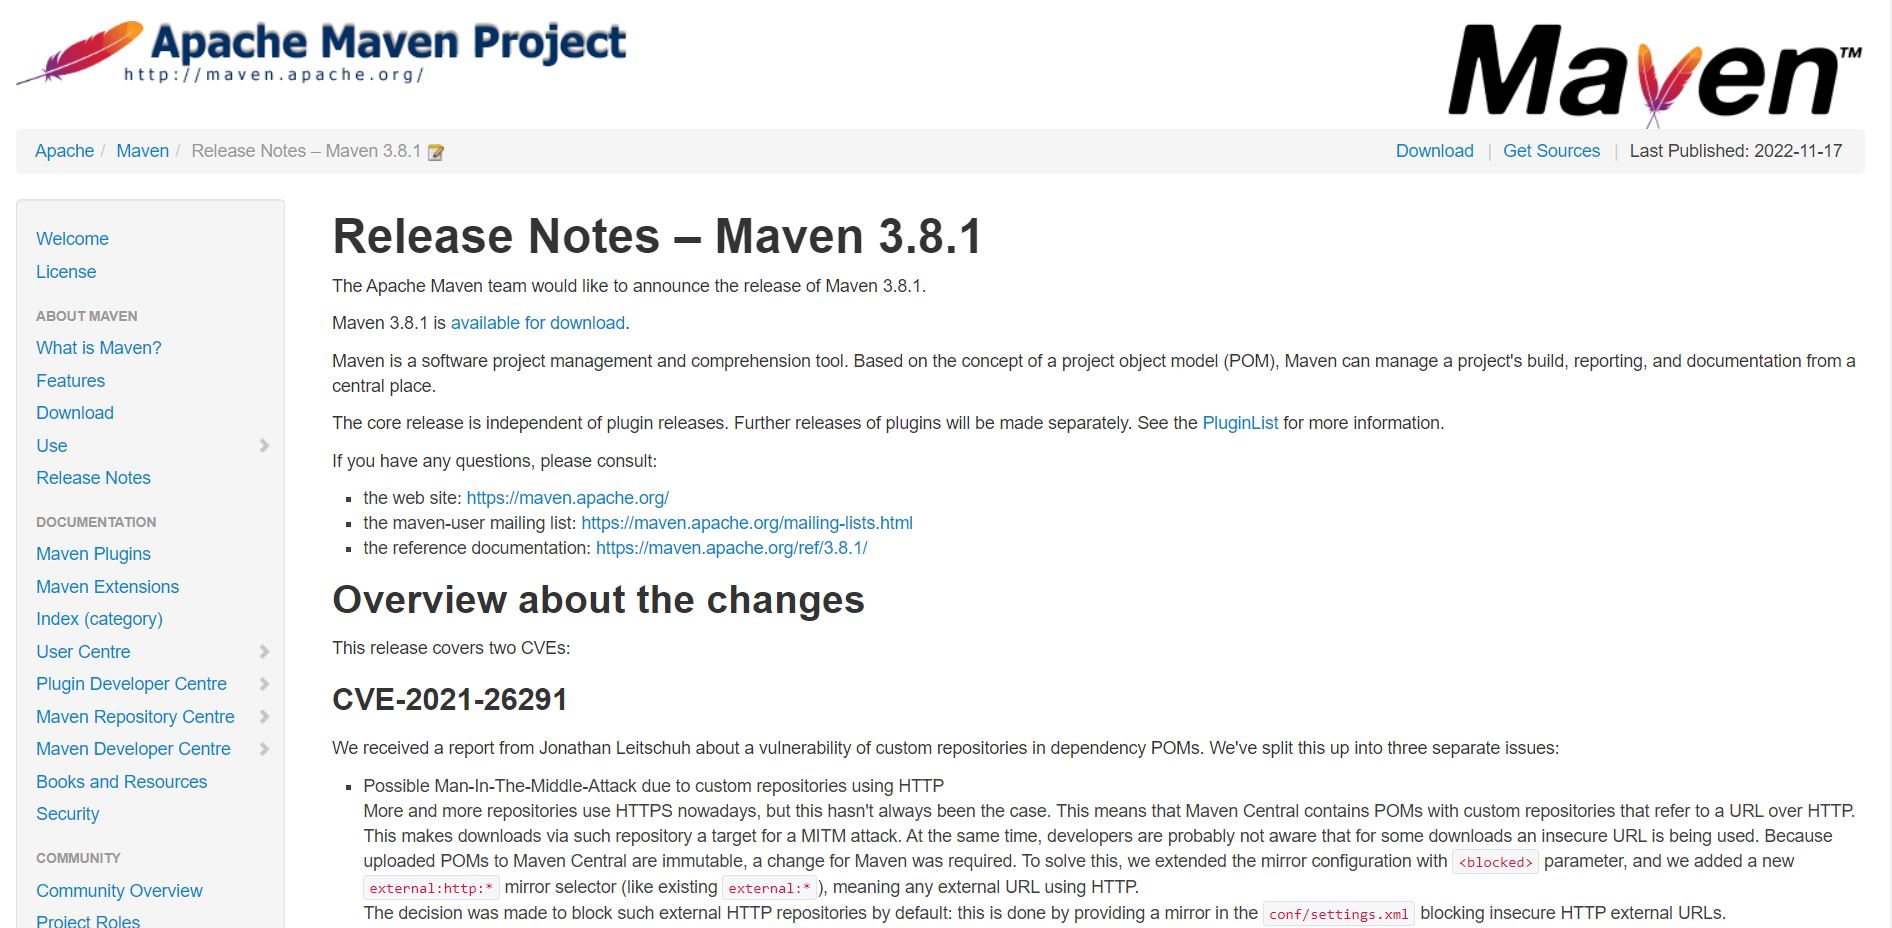 Apache Maven Project
http://maven.apache.org/
Maven™
Apache / Maven / Release Notes – Maven 3.8.1
Download | Get Sources | Last Published: 2022-11-17
Welcome
License
ABOUT MAVEN
What is Maven?
Features
Download
Use
Release Notes
DOCUMENTATION
Maven Plugins
Maven Extensions
Index (category)
User Centre
Plugin Developer Centre
Maven Repository Centre
Maven Developer Centre
Books and Resources
Security
COMMUNITY
Community Overview
Project Roles
Release Notes – Maven 3.8.1
The Apache Maven team would like to announce the release of Maven 3.8.1.
Maven 3.8.1 is available for download.
Maven is a software project management and comprehension tool. Based on the concept of a project object model (POM), Maven can manage a project's build, reporting, and documentation from a
central place.
The core release is independent of plugin releases. Further releases of plugins will be made separately. See the PluginList for more information.
If you have any questions, please consult:
the web site: https://maven.apache.org/
the maven-user mailing list: https://maven.apache.org/mailing-lists.html
the reference documentation: https://maven.apache.org/ref/3.8.1/
Overview about the changes
This release covers two CVEs:
CVE-2021-26291
We received a report from Jonathan Leitschuh about a vulnerability of custom repositories in dependency POMs. We've split this up into three separate issues:
Possible Man-In-The-Middle-Attack due to custom repositories using HTTP
More and more repositories use HTTPS nowadays, but this hasn't always been the case. This means that Maven Central contains POMs with custom repositories that refer to a URL over HTTP.
This makes downloads via such repository a target for a MITM attack. At the same time, developers are probably not aware that for some downloads an insecure URL is being used. Because
uploaded POMs to Maven Central are immutable, a change for Maven was required. To solve this, we extended the mirror configuration with <blocked> parameter, and we added a new
external:http:* mirror selector (like existing external:*), meaning any external URL using HTTP.
The decision was made to block such external HTTP repositories by default: this is done by providing a mirror in the conf/settings.xml blocking insecure HTTP external URLs.